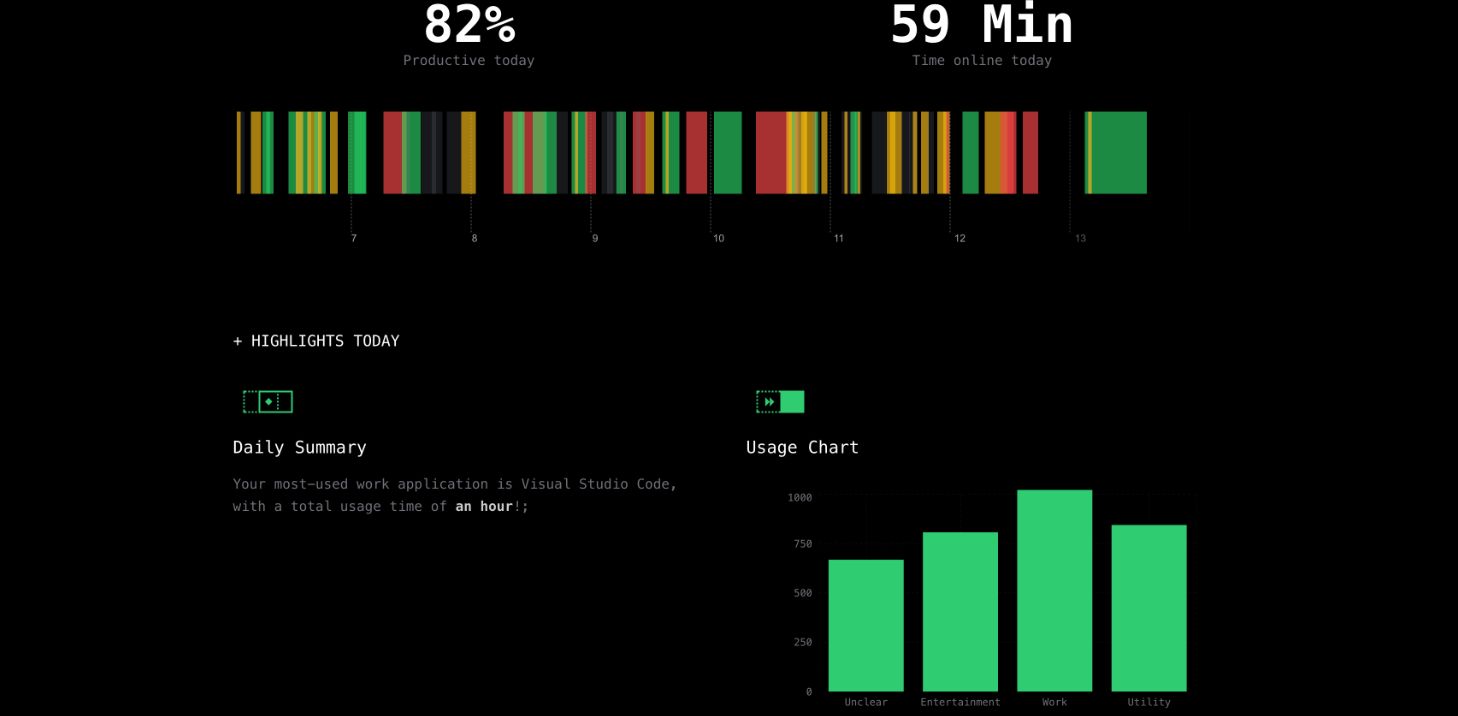 82%
59 Min
Productive today
Time online today
7
8
9
10
11
12
13
+ HIGHLIGHTS TODAY
Daily Summary
Your most-used work application is Visual Studio Code,
with a total usage time of an hour!;
Usage Chart
1000
750
500
250
0
Unclear
Entertainment
Work
Utility